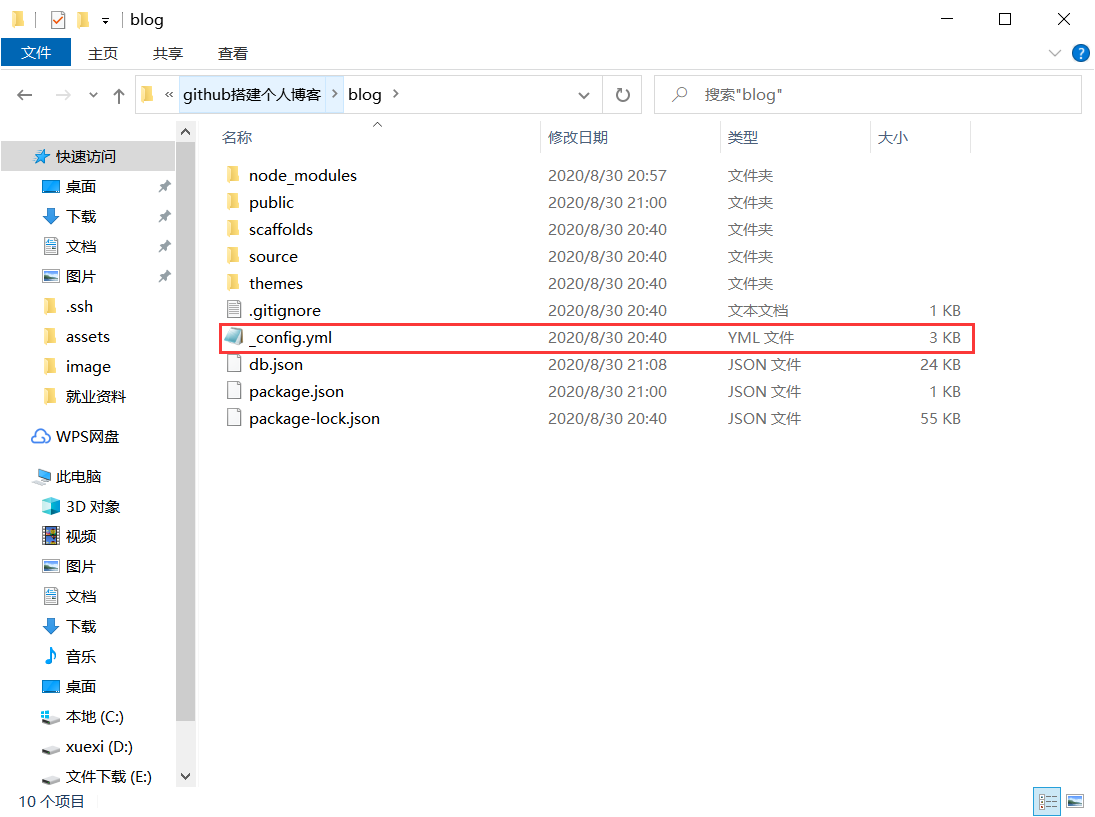 blog
文件 主页 共享 查看 ?
« github搭建个人博客 › blog › 搜索"blog"
名称 修改日期 类型 大小
快速访问
桌面
下载
文档
图片
.ssh
assets
image
就业资料
WPS网盘
此电脑
3D 对象
视频
图片
文档
下载
音乐
桌面
本地 (C:)
xuexi (D:)
文件下载 (E:)
node_modules 2020/8/30 20:57 文件夹
public 2020/8/30 21:00 文件夹
scaffolds 2020/8/30 20:40 文件夹
source 2020/8/30 20:40 文件夹
themes 2020/8/30 20:40 文件夹
.gitignore 2020/8/30 20:40 文本文档 1 KB
_config.yml 2020/8/30 20:40 YML 文件 3 KB
db.json 2020/8/30 21:08 JSON 文件 24 KB
package.json 2020/8/30 21:00 JSON 文件 1 KB
package-lock.json 2020/8/30 20:40 JSON 文件 55 KB
10 个项目